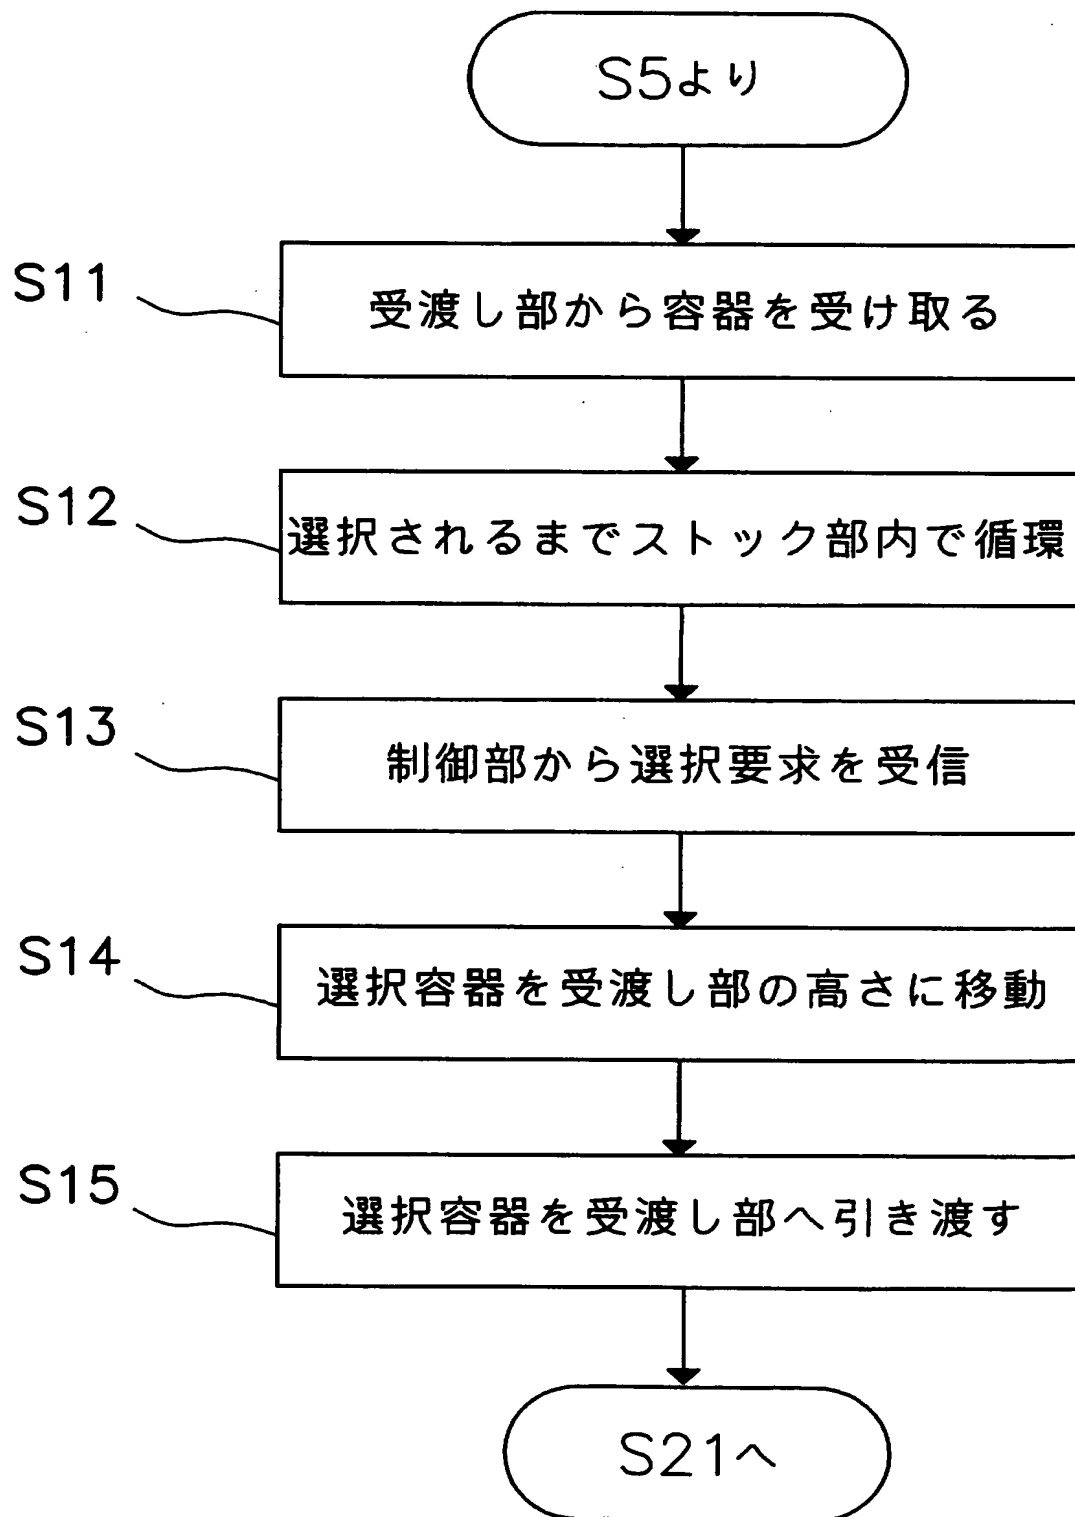 S5より
S11
受渡し部から容器を受け取る
S12
選択されるまでストック部内で循環
S13
制御部から選択要求を受信
S14
選択容器を受渡し部の高さに移動
S15
選択容器を受渡し部へ引き渡す
S21へ